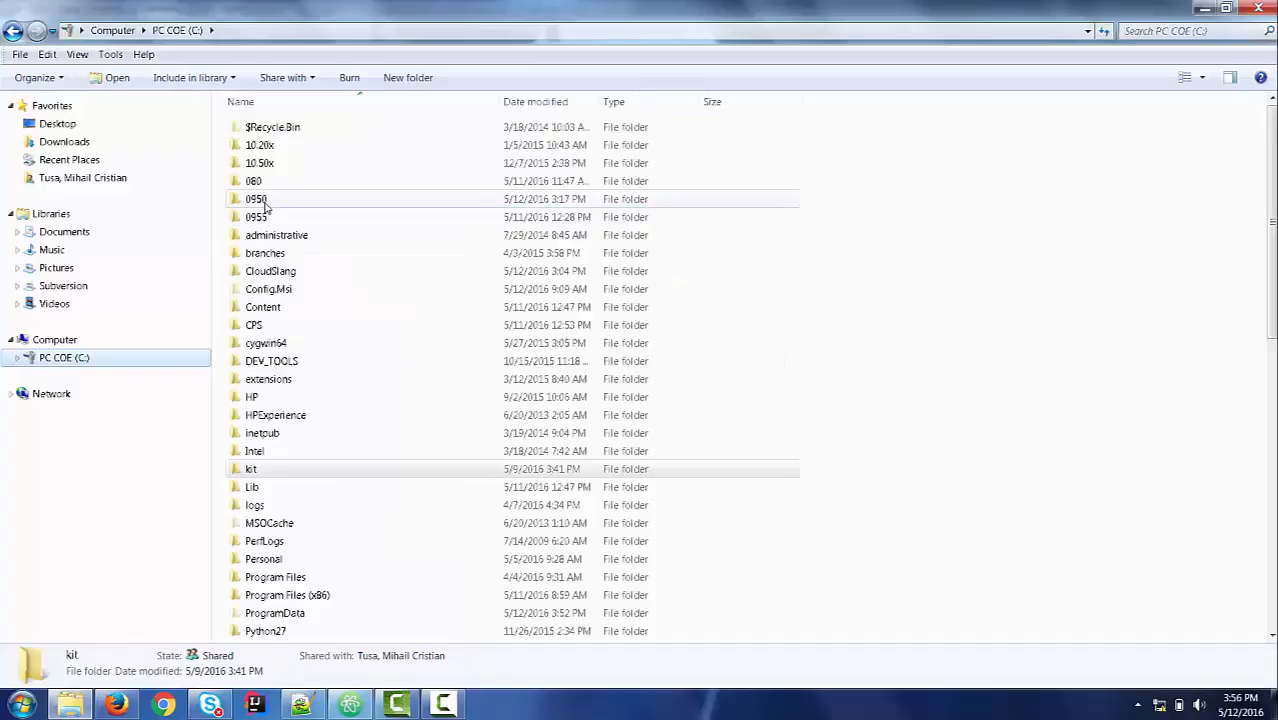 Computer ▸ PC COE (C:) ▸ Search PC COE (C:)
File Edit View Tools Help
Organize Open Include in library Share with Burn New folder ?
Name Date modified Type Size
Favorites
Desktop
Downloads
Recent Places
Tusa, Mihail Cristian
Libraries
Documents
Music
Pictures
Subversion
Videos
Computer
PC COE (C:)
Network
$Recycle.Bin 3/18/2014 10:03 A... File folder
10.20x 1/5/2015 10:43 AM File folder
10.50x 12/7/2015 2:38 PM File folder
080 5/11/2016 11:47 A... File folder
0950 5/12/2016 3:17 PM File folder
0955 5/11/2016 12:28 PM File folder
administrative 7/29/2014 8:45 AM File folder
branches 4/3/2015 3:58 PM File folder
CloudSlang 5/12/2016 3:04 PM File folder
Config.Msi 5/12/2016 9:09 AM File folder
Content 5/11/2016 12:47 PM File folder
CPS 5/11/2016 12:53 PM File folder
cygwin64 5/27/2015 3:05 PM File folder
DEV_TOOLS 10/15/2015 11:18 ... File folder
extensions 3/12/2015 8:40 AM File folder
HP 9/2/2015 10:06 AM File folder
HPExperience 6/20/2013 2:05 AM File folder
inetpub 3/19/2014 9:04 PM File folder
Intel 3/18/2014 7:42 AM File folder
kit 5/9/2016 3:41 PM File folder
Lib 5/11/2016 12:47 PM File folder
logs 4/7/2016 4:34 PM File folder
MSOCache 6/20/2013 1:10 AM File folder
PerfLogs 7/14/2009 6:20 AM File folder
Personal 5/5/2016 9:28 AM File folder
Program Files 4/4/2016 9:31 AM File folder
Program Files (x86) 5/11/2016 8:59 AM File folder
ProgramData 5/12/2016 3:52 PM File folder
Python27 11/26/2015 2:34 PM File folder
kit State: Shared Shared with: Tusa, Mihail Cristian
File folder Date modified: 5/9/2016 3:41 PM
3:56 PM
5/12/2016